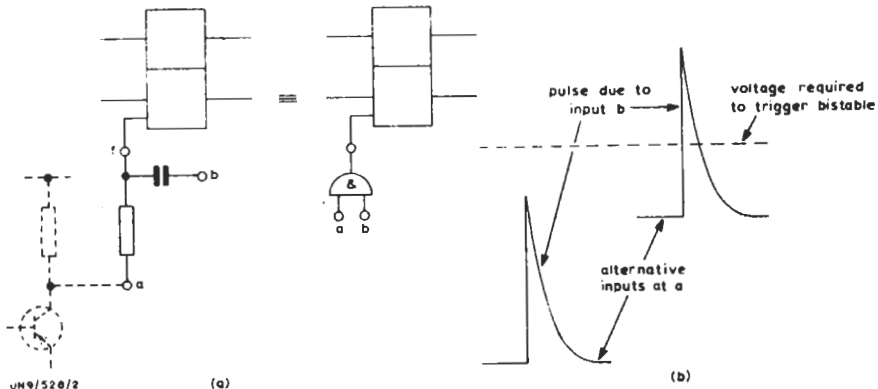 f
b
a
≡
&
a b
UN9/528/2
(a)
pulse due to
input b
voltage required
to trigger bistable
alternative
inputs at a
(b)